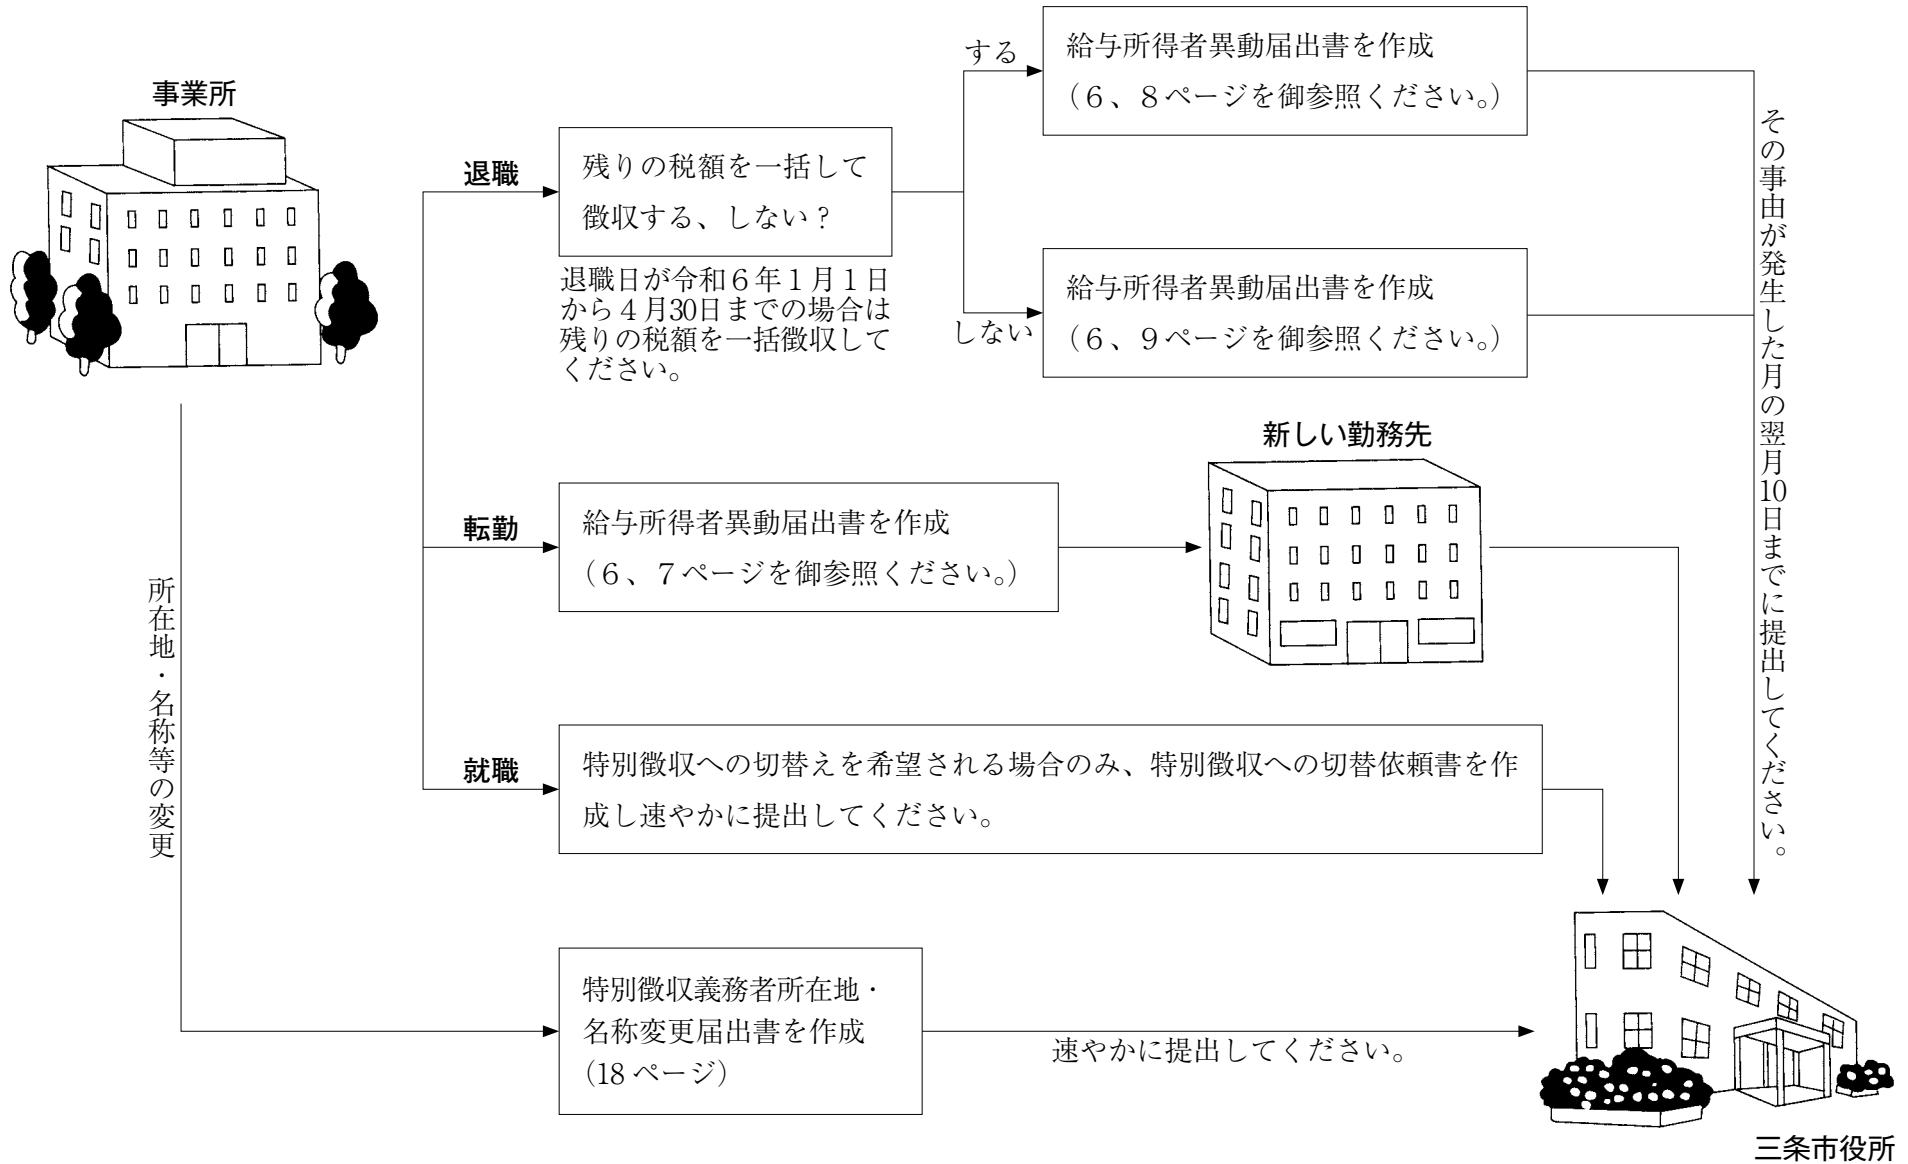 事業所
退職
残りの税額を一括して
徴収する、しない？
退職日が令和６年１月１日
から４月30日までの場合は
残りの税額を一括徴収して
ください。
する
給与所得者異動届出書を作成
（６、８ページを御参照ください。）
しない
給与所得者異動届出書を作成
（６、９ページを御参照ください。）
その事由が発生した月の翌月10日までに提出してください。
転勤
給与所得者異動届出書を作成
（６、７ページを御参照ください。）
新しい勤務先
就職
特別徴収への切替えを希望される場合のみ、特別徴収への切替依頼書を作
成し速やかに提出してください。
所在地・名称等の変更
特別徴収義務者所在地・
名称変更届出書を作成
（18 ページ）
速やかに提出してください。
三条市役所